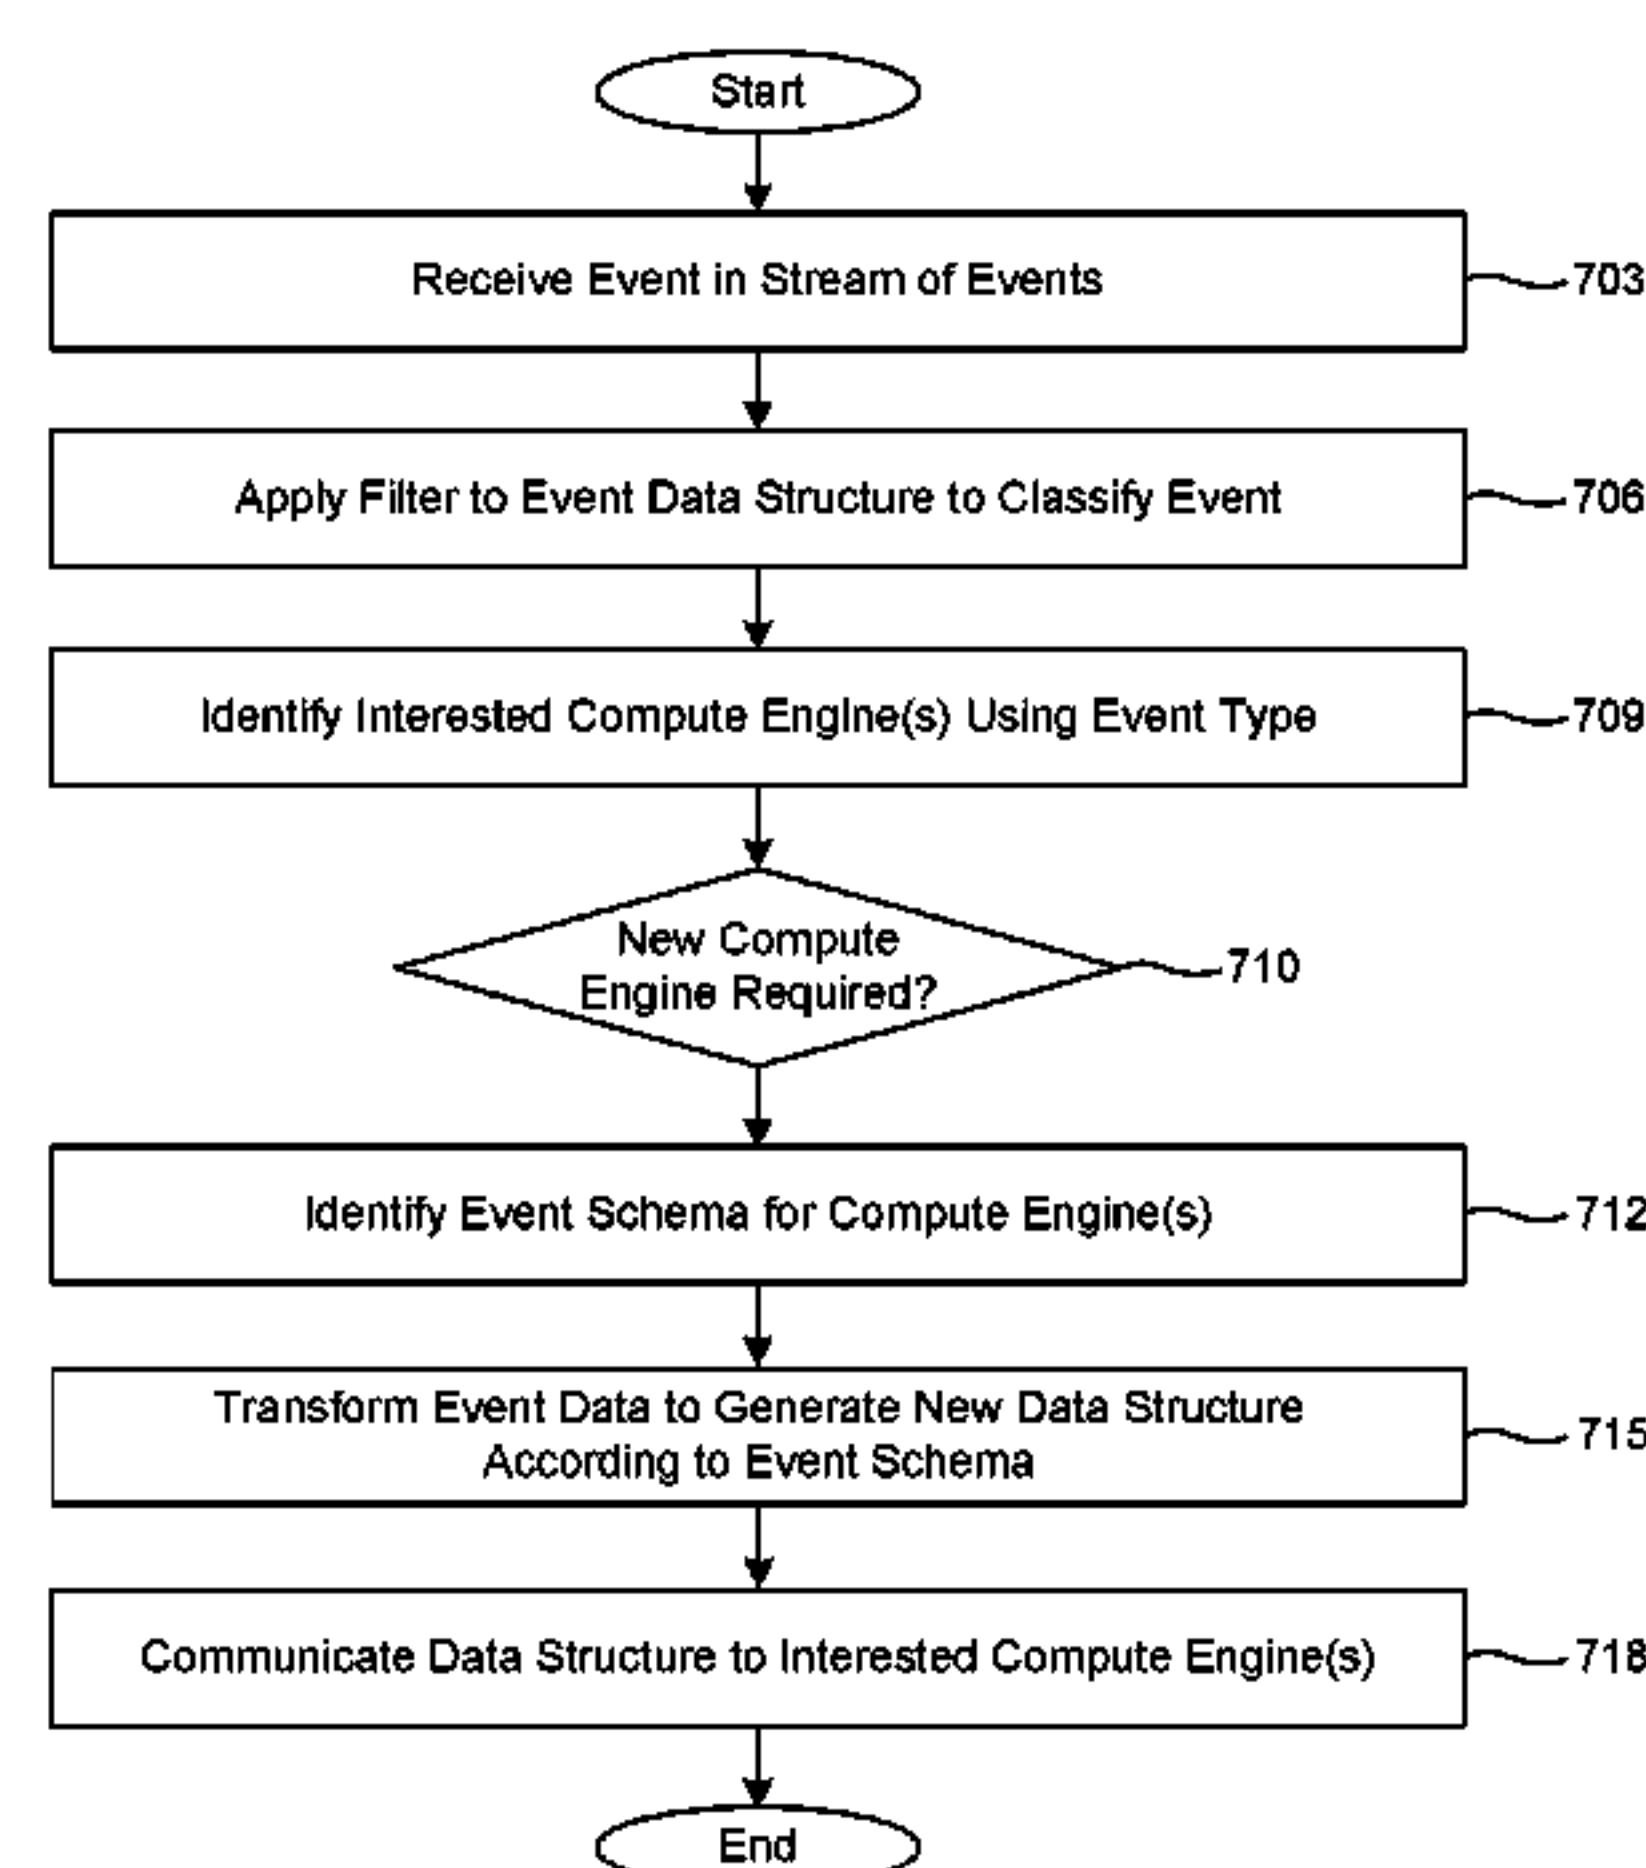 Start
Receive Event in Stream of Events
703
Apply Filter to Event Data Structure to Classify Event
706
Identify Interested Compute Engine(s) Using Event Type
709
New Compute
Engine Required?
710
Identify Event Schema for Compute Engine(s)
712
Transform Event Data to Generate New Data Structure
According to Event Schema
715
Communicate Data Structure to Interested Compute Engine(s)
718
End